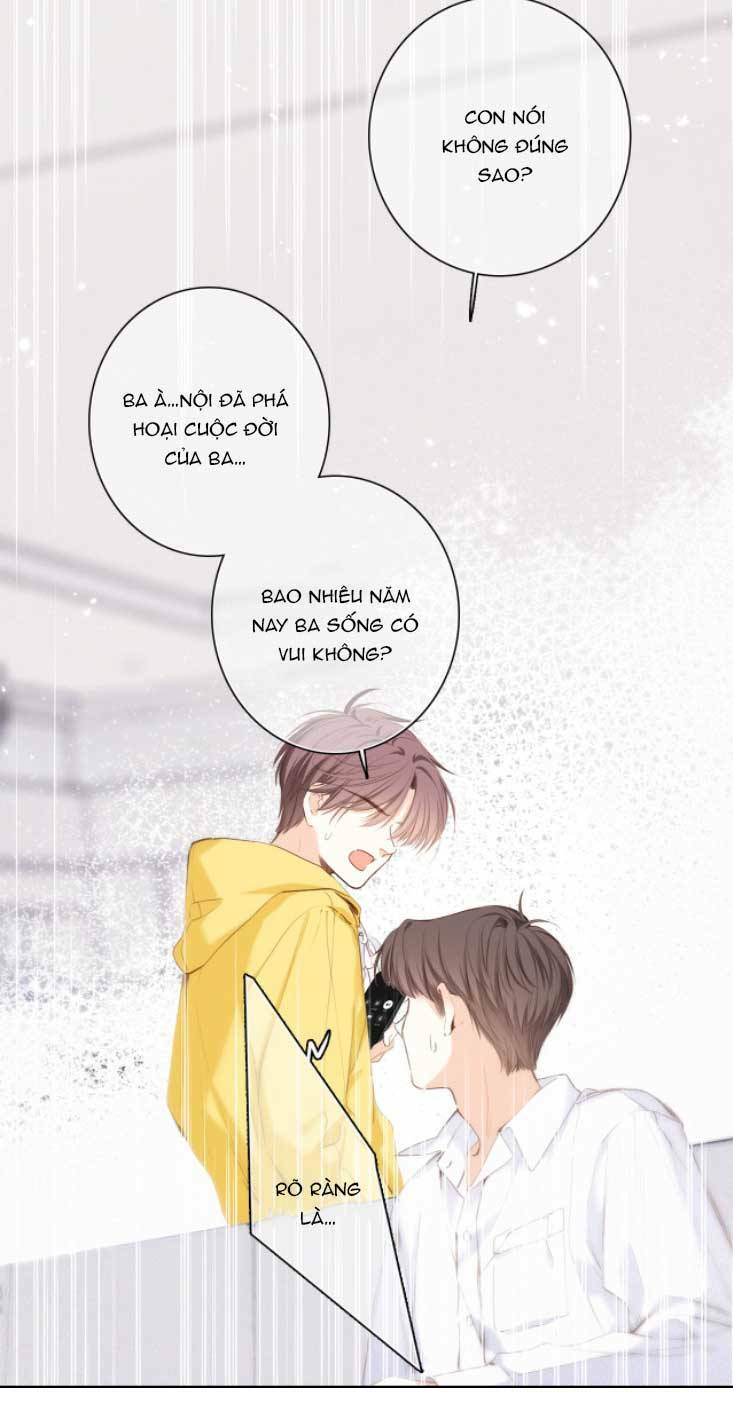 CON NÓI
KHÔNG ĐÚNG
SAO?
BA À...NỘI ĐÃ PHÁ
HOẠI CUỘC ĐỜI
CỦA BA...
BAO NHIÊU NĂM
NAY BA SỐNG CÓ
VUI KHÔNG?
RÕ RÀNG
LÀ...